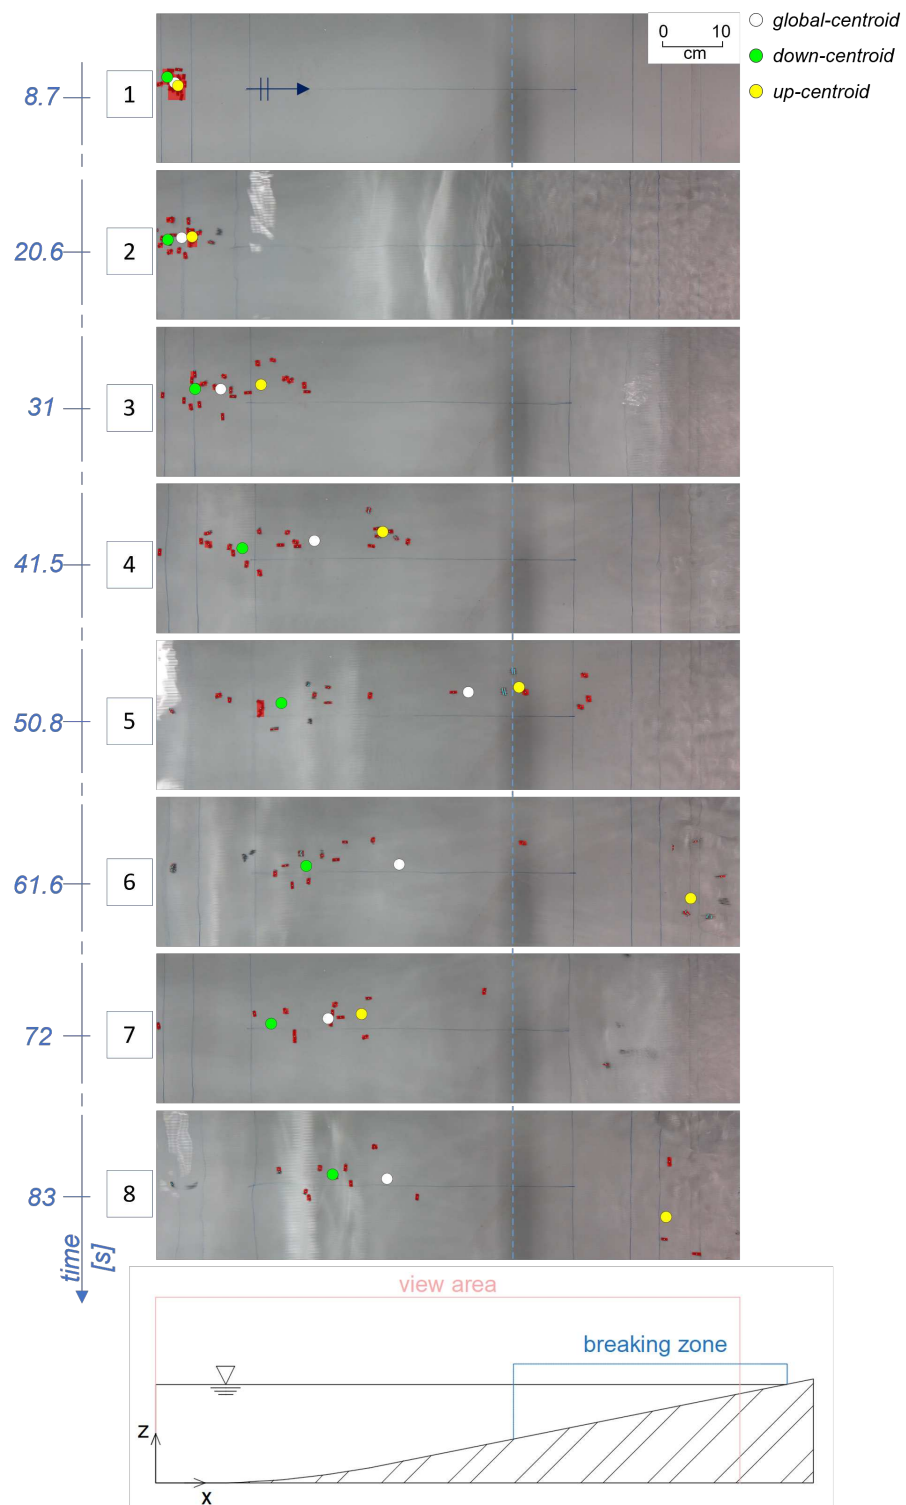 0 10
cm
global-centroid
down-centroid
up-centroid
8.7
1
20.6
2
31
3
41.5
4
50.8
5
61.6
6
72
7
83
8
time
[s]
view area
breaking zone
z
x